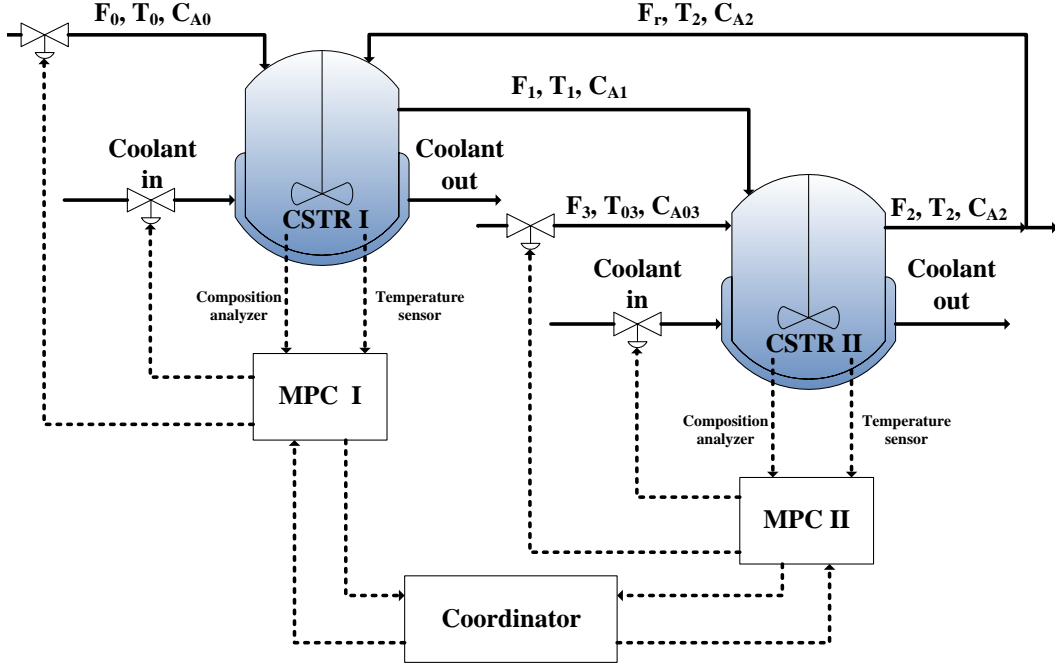 F₀, T₀, C_A0
Fᵣ, T₂, C_A2
F₁, T₁, C_A1
Coolant
in
Coolant
out
CSTR I
F₃, T₀₃, C_A03
F₂, T₂, C_A2
Coolant
in
Coolant
out
Composition
analyzer
Temperature
sensor
CSTR II
MPC I
Composition
analyzer
Temperature
sensor
MPC II
Coordinator